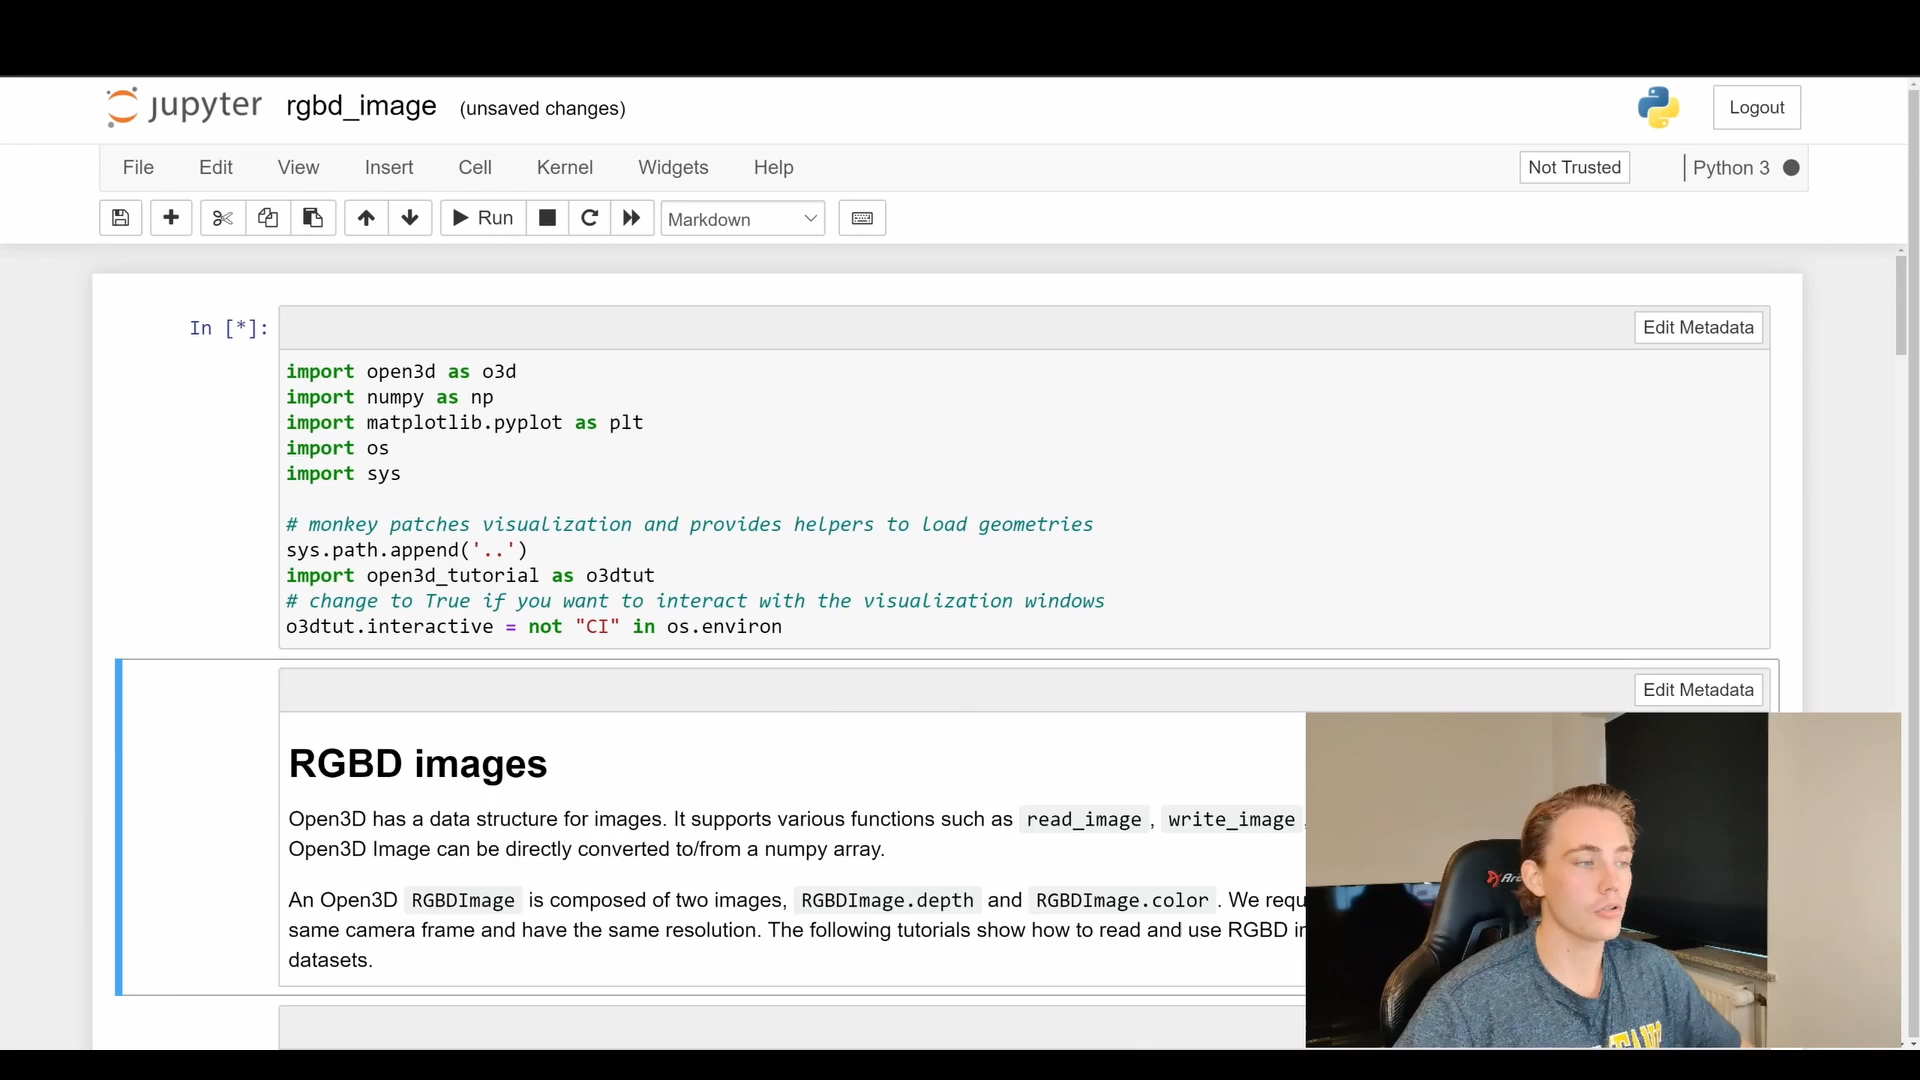 jupyter rgbd_image (unsaved changes) Logout
File Edit View Insert Cell Kernel Widgets Help Not Trusted Python 3
Run Markdown
In [*]: Edit Metadata
import open3d as o3d
import numpy as np
import matplotlib.pyplot as plt
import os
import sys
# monkey patches visualization and provides helpers to load geometries
sys.path.append('..')
import open3d_tutorial as o3dtut
# change to True if you want to interact with the visualization windows
o3dtut.interactive = not "CI" in os.environ
Edit Metadata
RGBD images
Open3D has a data structure for images. It supports various functions such as read_image , write_image ,
Open3D Image can be directly converted to/from a numpy array.
An Open3D RGBDImage is composed of two images, RGBDImage.depth and RGBDImage.color . We
same camera frame and have the same resolution. The following tutorials show how to read and use RGBD
datasets.